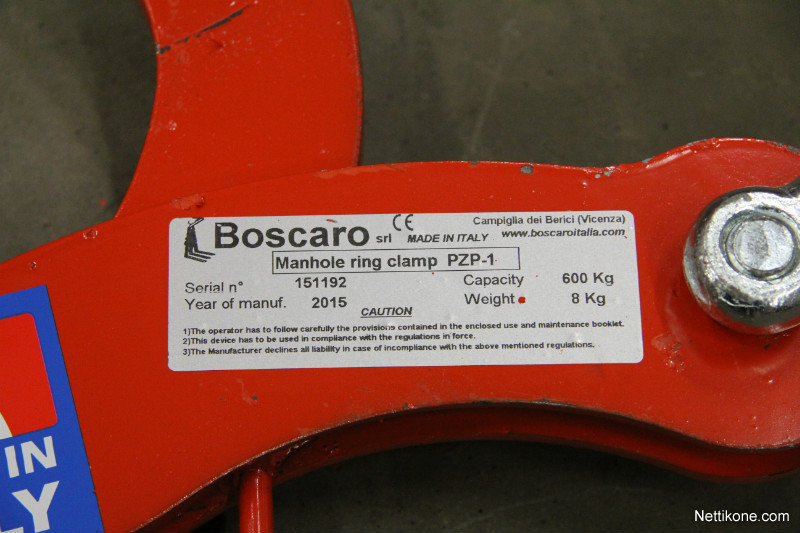 Boscaro srl CE MADE IN ITALY
Campiglia dei Berici (Vicenza)
www.boscaroitalia.com
Manhole ring clamp PZP-1
Serial n° 151192 Capacity 600 Kg
Year of manuf. 2015 Weight 8 Kg
CAUTION
1)The operator has to follow carefully the provisions contained in the enclosed use and maintenance booklet.
2)This device has to be used in compliance with the regulations in force.
3)The Manufacturer declines all liability in case of incompliance with the above mentioned regulations.
IN
LY
Nettikone.com